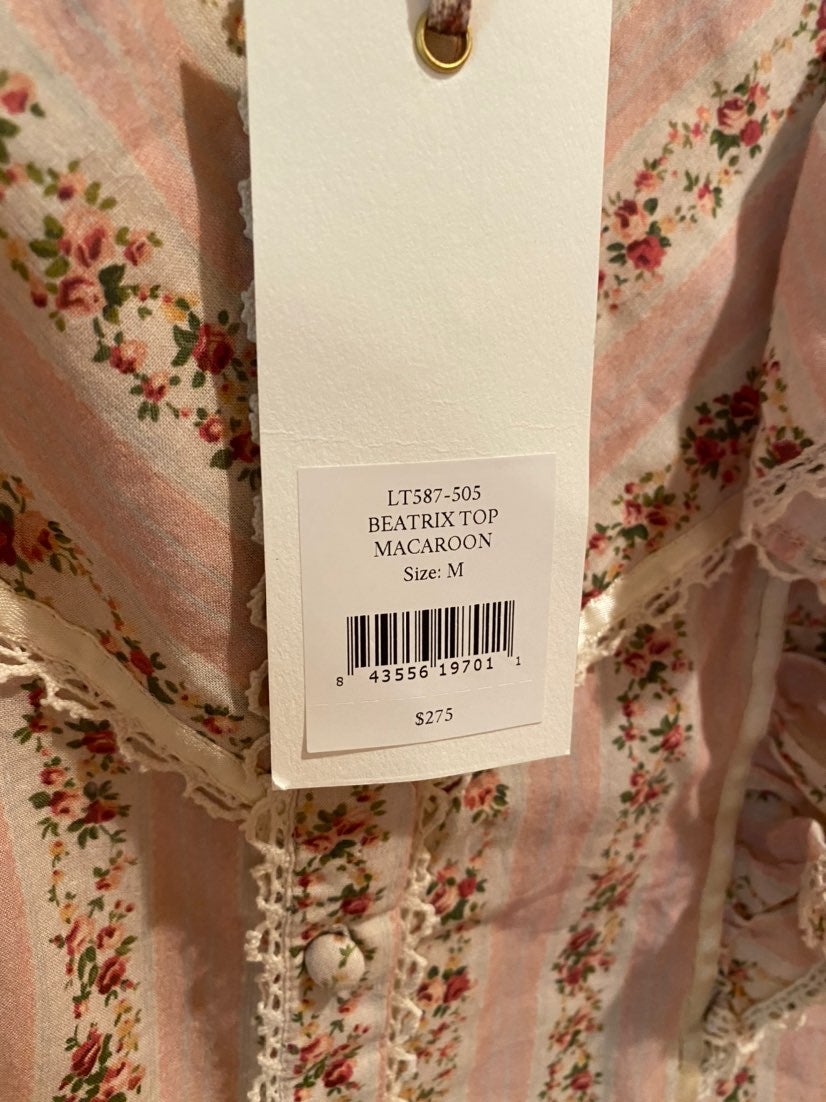 LT587-505
BEATRIX TOP
MACAROON
Size: M
8 43556 19701 1
$275